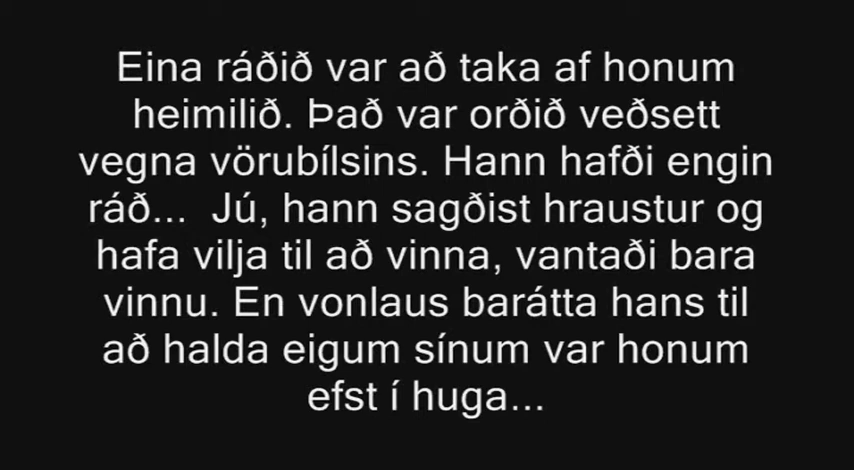 Eina ráðið var að taka af honum
heimilið. Það var orðið veðsett
vegna vörubílsins. Hann hafði engin
ráð...  Jú, hann sagðist hraustur og
hafa vilja til að vinna, vantaði bara
vinnu. En vonlaus barátta hans til
að halda eigum sínum var honum
efst í huga...